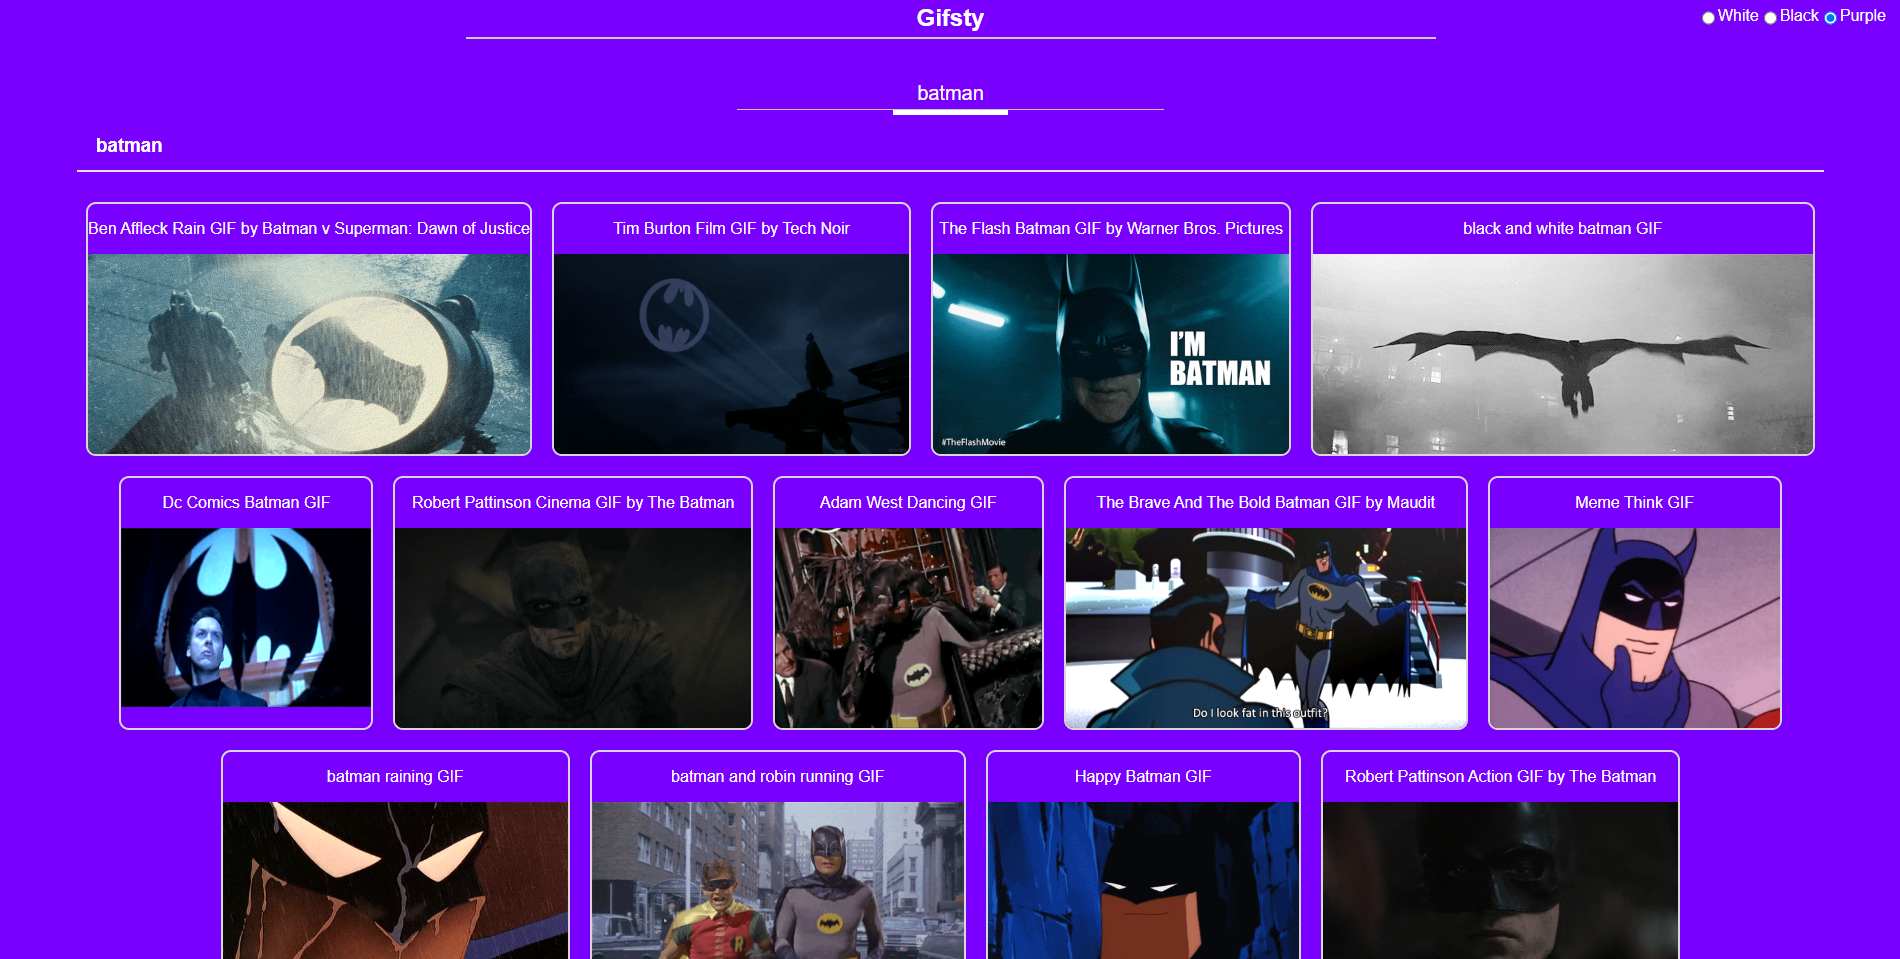 Gifsty
White Black Purple
batman
batman
Ben Affleck Rain GIF by Batman v Superman: Dawn of Justice
Tim Burton Film GIF by Tech Noir
The Flash Batman GIF by Warner Bros. Pictures
black and white batman GIF
I'M
BATMAN
#TheFlashMovie
Dc Comics Batman GIF
Robert Pattinson Cinema GIF by The Batman
Adam West Dancing GIF
The Brave And The Bold Batman GIF by Maudit
Meme Think GIF
Do I look fat in this outfit?
batman raining GIF
batman and robin running GIF
Happy Batman GIF
Robert Pattinson Action GIF by The Batman
R